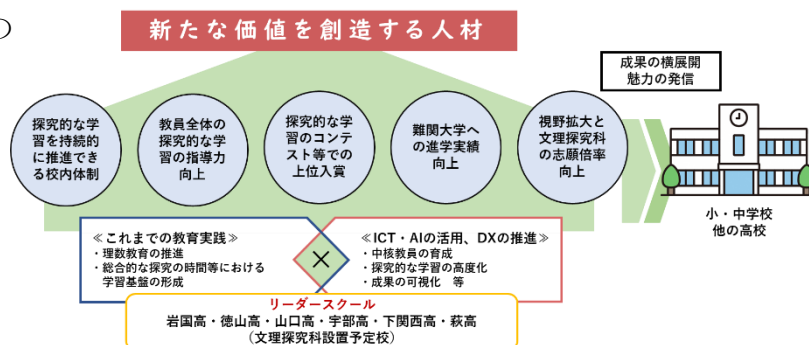 新たな価値を創造する人材
成果の横展開
魅力の発信
探究的な学
習を持続的
に推進でき
る校内体制
教員全体の
探究的な学
習の指導力
向上
探究的な学
習のコンテ
スト等での
上位入賞
難関大学へ
の進学実績
向上
視野拡大と
文理探究科
の志願倍率
向上
小・中学校
他の高校
≪これまでの教育実践≫
・理数教育の推進
・総合的な探究の時間等における
学習基盤の形成
×
≪ICT・AIの活用、DXの推進≫
・中核教員の育成
・探究的な学習の高度化
・成果の可視化　等
リーダースクール
岩国高・徳山高・山口高・宇部高・下関西高・萩高
（文理探究科設置予定校）